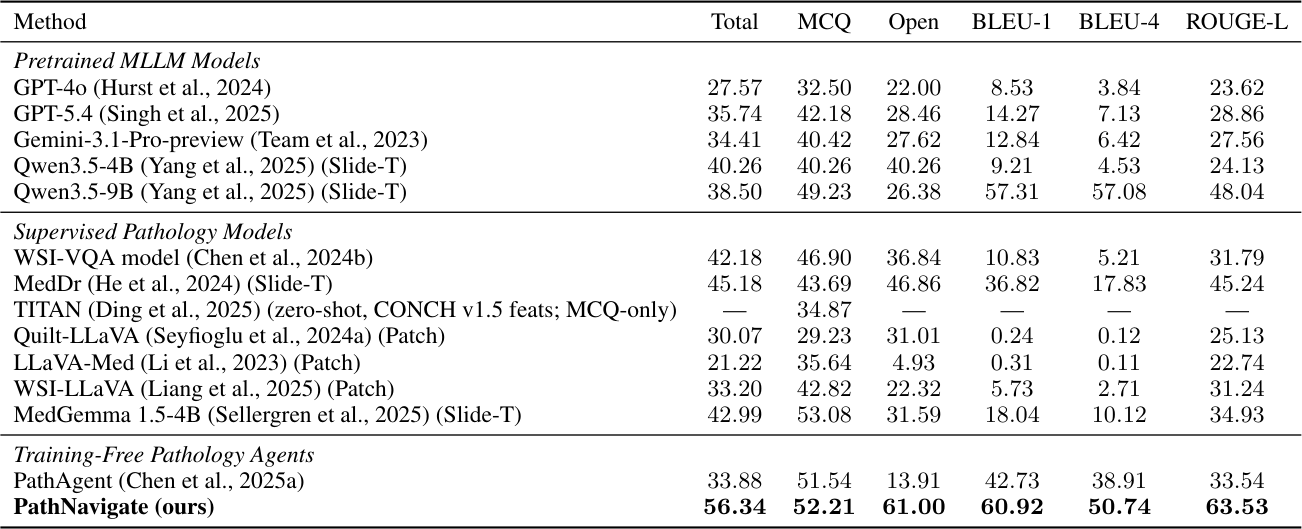 Method Total MCQ Open BLEU-1 BLEU-4 ROUGE-L
Pretrained MLLM Models
GPT-4o (Hurst et al., 2024) 27.57 32.50 22.00 8.53 3.84 23.62
GPT-5.4 (Singh et al., 2025) 35.74 42.18 28.46 14.27 7.13 28.86
Gemini-3.1-Pro-preview (Team et al., 2023) 34.41 40.42 27.62 12.84 6.42 27.56
Qwen3.5-4B (Yang et al., 2025) (Slide-T) 40.26 40.26 40.26 9.21 4.53 24.13
Qwen3.5-9B (Yang et al., 2025) (Slide-T) 38.50 49.23 26.38 57.31 57.08 48.04
Supervised Pathology Models
WSI-VQA model (Chen et al., 2024b) 42.18 46.90 36.84 10.83 5.21 31.79
MedDr (He et al., 2024) (Slide-T) 45.18 43.69 46.86 36.82 17.83 45.24
TITAN (Ding et al., 2025) (zero-shot, CONCH v1.5 feats; MCQ-only) — 34.87 — — — —
Quilt-LLaVA (Seyfioglu et al., 2024a) (Patch) 30.07 29.23 31.01 0.24 0.12 25.13
LLaVA-Med (Li et al., 2023) (Patch) 21.22 35.64 4.93 0.31 0.11 22.74
WSI-LLaVA (Liang et al., 2025) (Patch) 33.20 42.82 22.32 5.73 2.71 31.24
MedGemma 1.5-4B (Sellergren et al., 2025) (Slide-T) 42.99 53.08 31.59 18.04 10.12 34.93
Training-Free Pathology Agents
PathAgent (Chen et al., 2025a) 33.88 51.54 13.91 42.73 38.91 33.54
PathNavigate (ours) 56.34 52.21 61.00 60.92 50.74 63.53